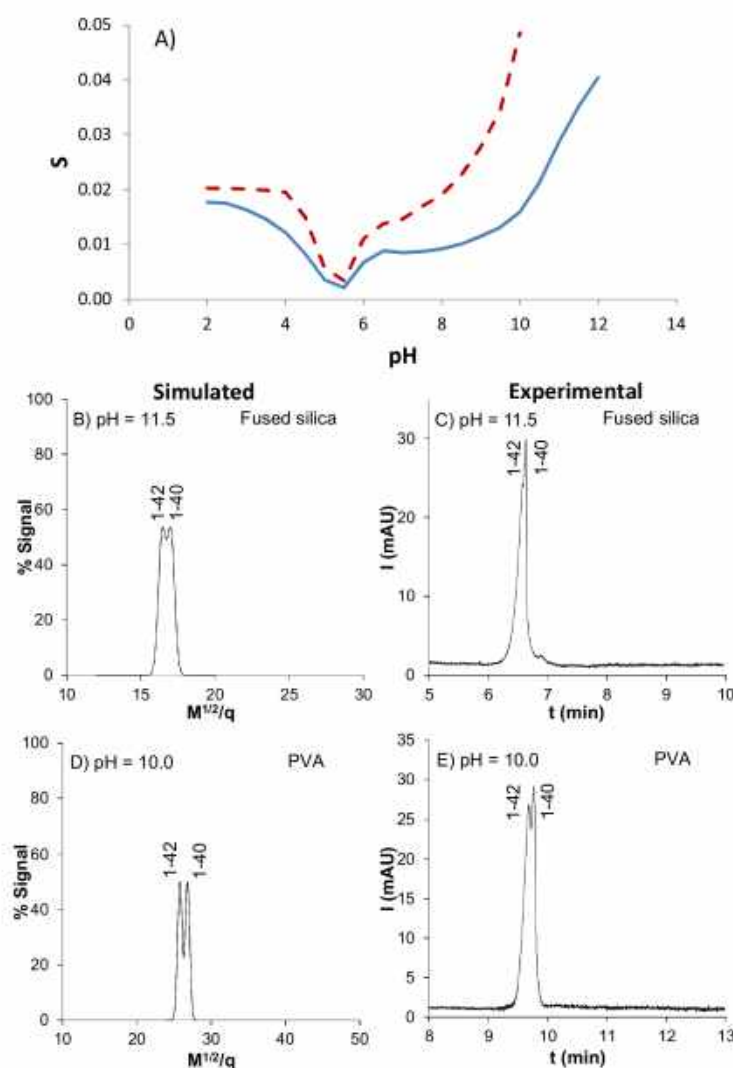 A)
0.05
0.04
0.03
0.02
0.01
0.00
S
0 2 4 6 8 10 12 14
pH
Simulated
B) pH = 11.5 Fused silica
100
80
60
40
20
0
% Signal
1-42
1-40
10 15 20 25 30
M1/2/q
Experimental
C) pH = 11.5 Fused silica
30
20
10
0
I (mAU)
1-42
1-40
5 6 7 8 9 10
t (min)
D) pH = 10.0 PVA
100
80
60
40
20
0
% Signal
1-42
1-40
10 20 30 40 50
M1/2/q
E) pH = 10.0 PVA
35
30
25
20
15
10
5
0
I (mAU)
1-42
1-40
8 9 10 11 12 13
t (min)